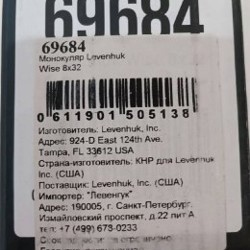 69684
69684
Монокуляр Levenhuk
Wise 8x32
0 611901 505138
Изготовитель: Levenhuk, Inc.
Адрес: 924-D East 124th Ave.
Tampa, FL 33612 USA
Страна-изготовитель: КНР для Levenhuk
Inc. (США)
Поставщик: Levenhuk, Inc. (США)
Импортер: "Левенгук"
Адрес: 190005, г. Санкт-Петербург,
Измайловский проспект, д.22 лит А
тел: +7 (499) 678-0233